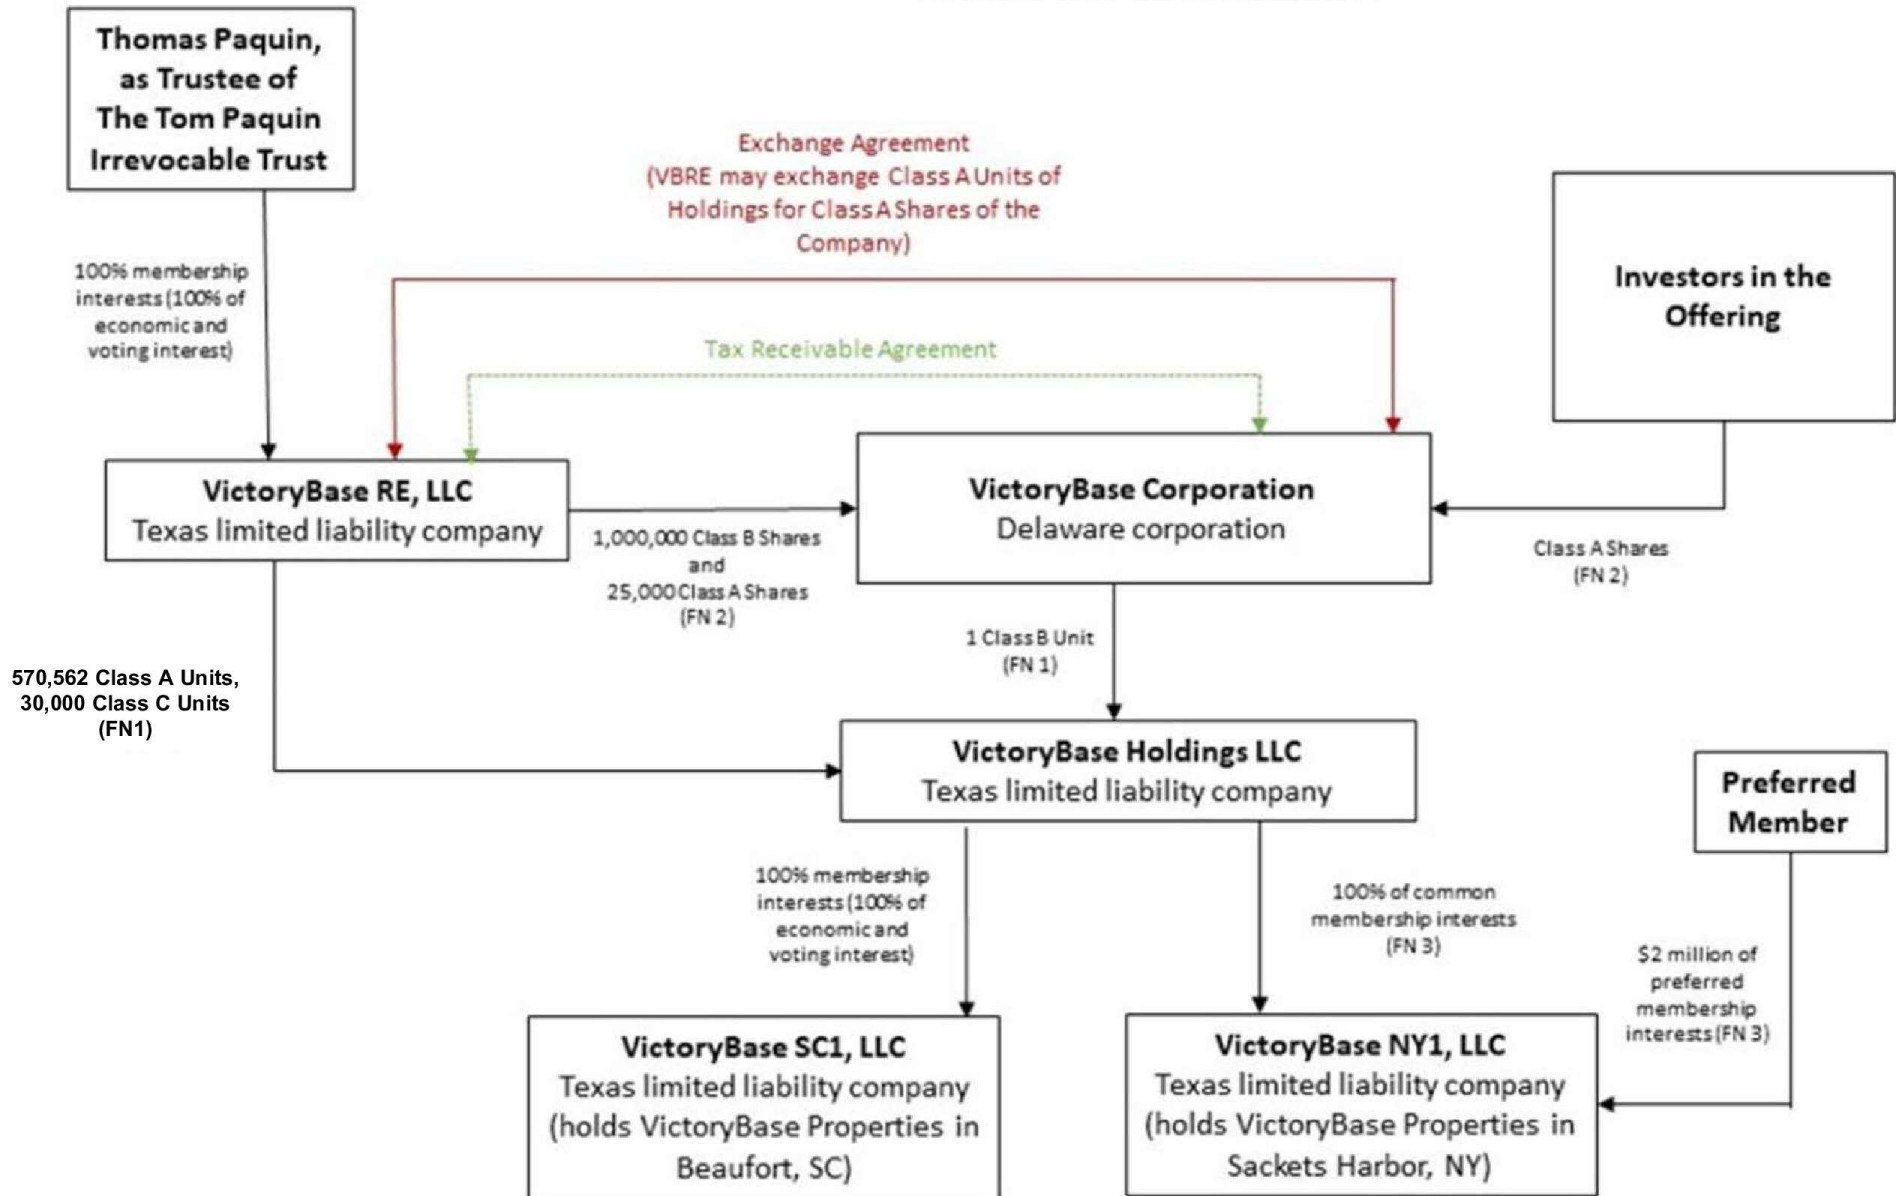 Thomas Paquin,
as Trustee of
The Tom Paquin
Irrevocable Trust
Exchange Agreement
(VBRE may exchange Class A Units of
Holdings for Class A Shares of the
Company)
Investors in the
Offering
100% membership
interests (100% of
economic and
voting interest)
Tax Receivable Agreement
VictoryBase RE, LLC
Texas limited liability company
VictoryBase Corporation
Delaware corporation
1,000,000 Class B Shares
and
25,000 Class A Shares
(FN 2)
Class A Shares
(FN 2)
1 Class B Unit
(FN 1)
570,562 Class A Units,
30,000 Class C Units
(FN1)
VictoryBase Holdings LLC
Texas limited liability company
Preferred
Member
100% membership
interests (100% of
economic and
voting interest)
100% of common
membership interests
(FN 3)
$2 million of
preferred
membership
interests (FN 3)
VictoryBase SC1, LLC
Texas limited liability company
(holds VictoryBase Properties in
Beaufort, SC)
VictoryBase NY1, LLC
Texas limited liability company
(holds VictoryBase Properties in
Sackets Harbor, NY)